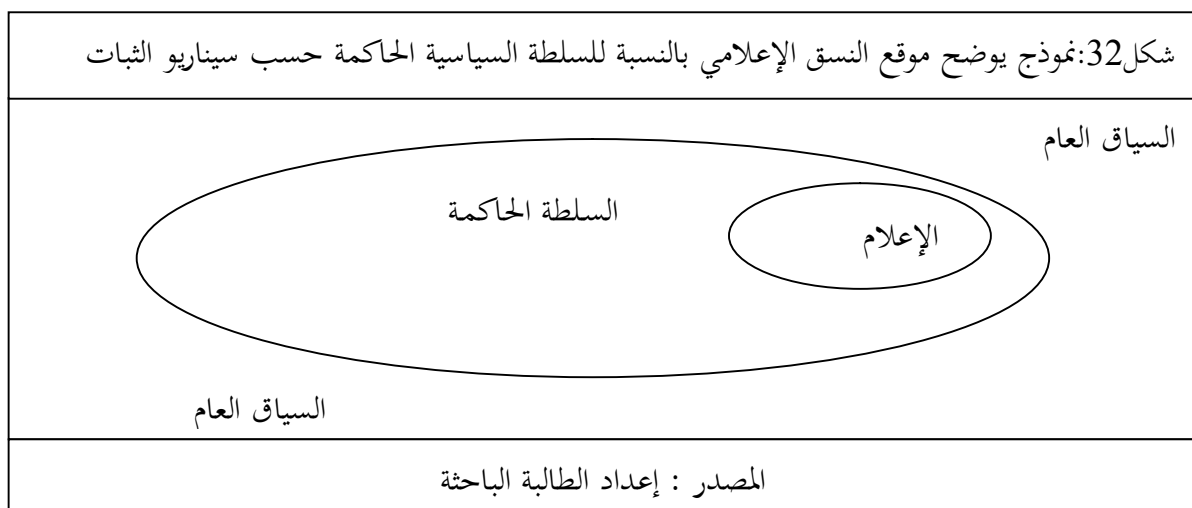 شكل32:نموذج يوضح موقع النسق الإعلامي بالنسبة للسلطة السياسية الحاكمة حسب سيناريو الثبات
السياق العام
السلطة الحاكمة
الإعلام
السياق العام
المصدر : إعداد الطالبة الباحثة